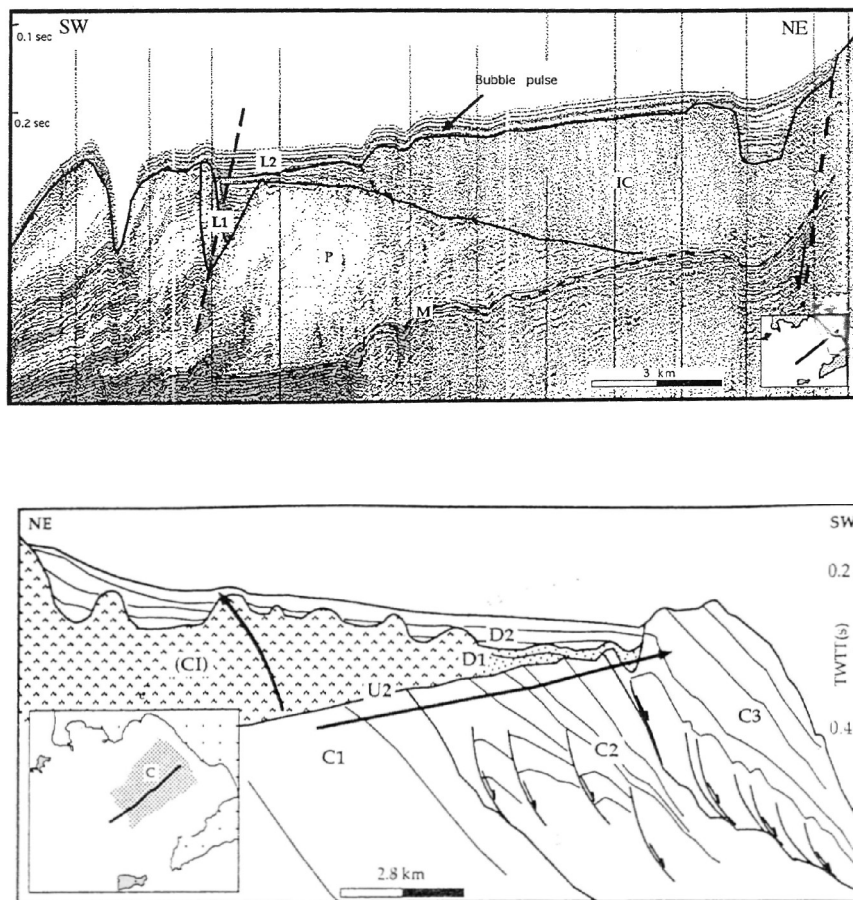 SW
NE
0.1 sec
Bubble pulse
0.2 sec
L2
IC
L1
P
M
3 km
NE
SW
0.2
D2
(CI)
D1
U2
TWTT(s)
C3
0.4
C1
C2
C
2.8 km